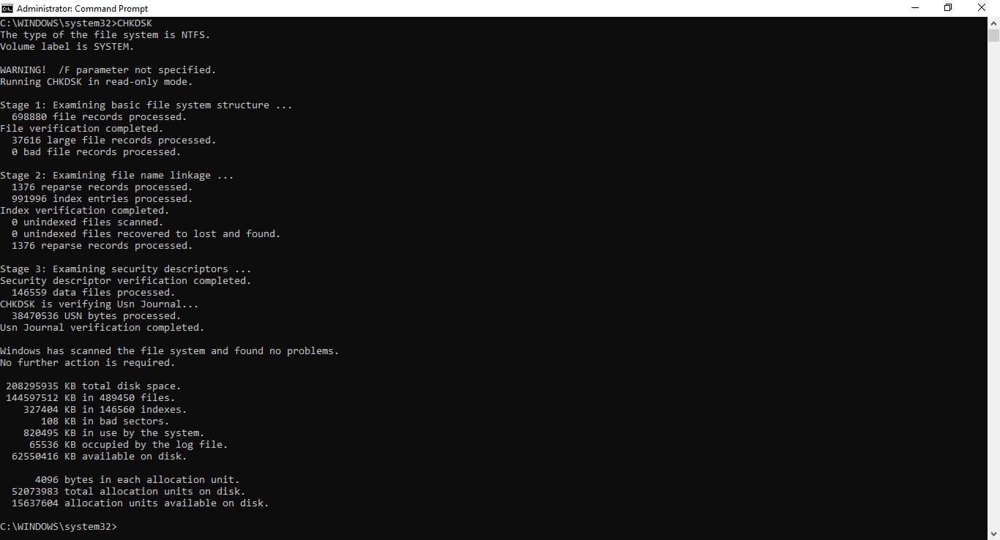 Administrator: Command Prompt
C:\WINDOWS\system32>CHKDSK
The type of the file system is NTFS.
Volume label is SYSTEM.

WARNING!  /F parameter not specified.
Running CHKDSK in read-only mode.

Stage 1: Examining basic file system structure ...
  698880 file records processed.
File verification completed.
  37616 large file records processed.
  0 bad file records processed.

Stage 2: Examining file name linkage ...
  1376 reparse records processed.
  991996 index entries processed.
Index verification completed.
  0 unindexed files scanned.
  0 unindexed files recovered to lost and found.
  1376 reparse records processed.

Stage 3: Examining security descriptors ...
Security descriptor verification completed.
  146559 data files processed.
CHKDSK is verifying Usn Journal...
  38470536 USN bytes processed.
Usn Journal verification completed.

Windows has scanned the file system and found no problems.
No further action is required.

 208295935 KB total disk space.
 144597512 KB in 489450 files.
    327404 KB in 146560 indexes.
       108 KB in bad sectors.
    820495 KB in use by the system.
     65536 KB occupied by the log file.
  62550416 KB available on disk.

      4096 bytes in each allocation unit.
  52073983 total allocation units on disk.
  15637604 allocation units available on disk.

C:\WINDOWS\system32>